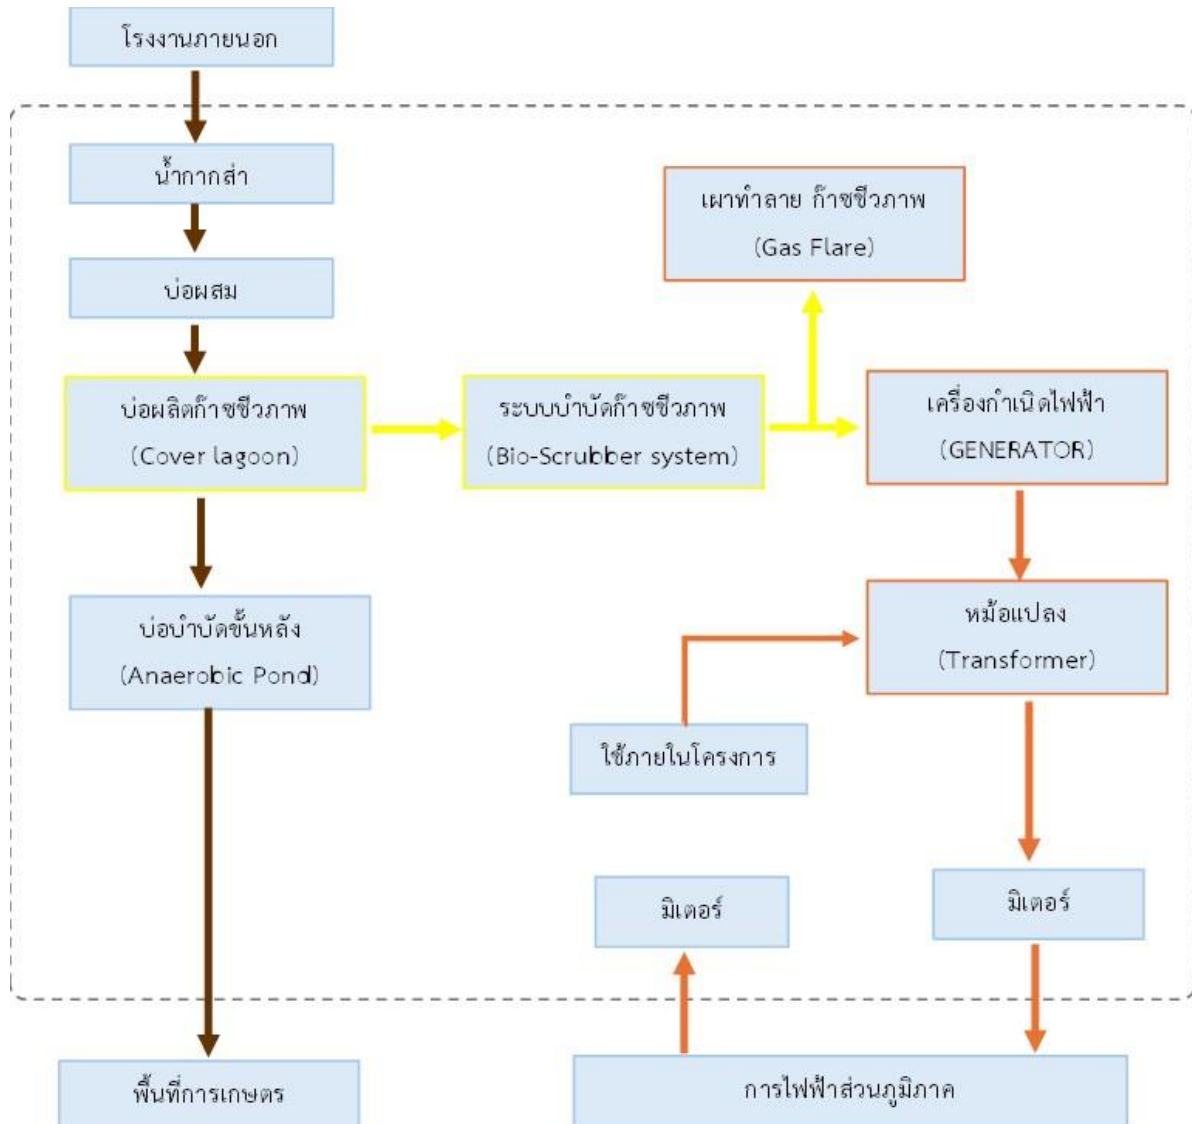 โรงงานภายนอก
น้ำกากส่า
เผาทำลาย ก๊าซชีวภาพ
(Gas Flare)
บ่อผสม
บ่อผลิตก๊าซชีวภาพ
(Cover lagoon)
ระบบบำบัดก๊าซชีวภาพ
(Bio-Scrubber system)
เครื่องกำเนิดไฟฟ้า
(GENERATOR)
บ่อบำบัดขั้นหลัง
(Anaerobic Pond)
หม้อแปลง
(Transformer)
ใช้ภายในโครงการ
มิเตอร์
มิเตอร์
พื้นที่การเกษตร
การไฟฟ้าส่วนภูมิภาค